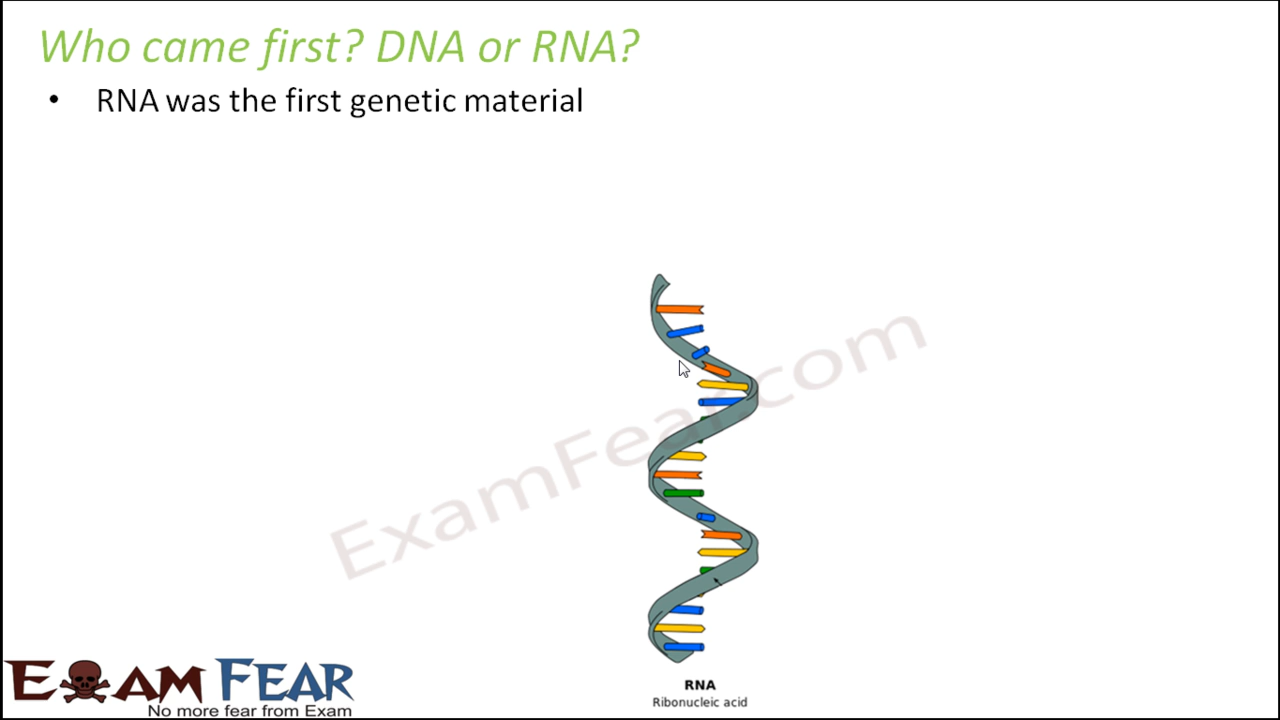 Who came first? DNA or RNA?
• RNA was the first genetic material
ExamFear.com
RNA
Ribonucleic acid
EXAM FEAR
No more fear from Exam